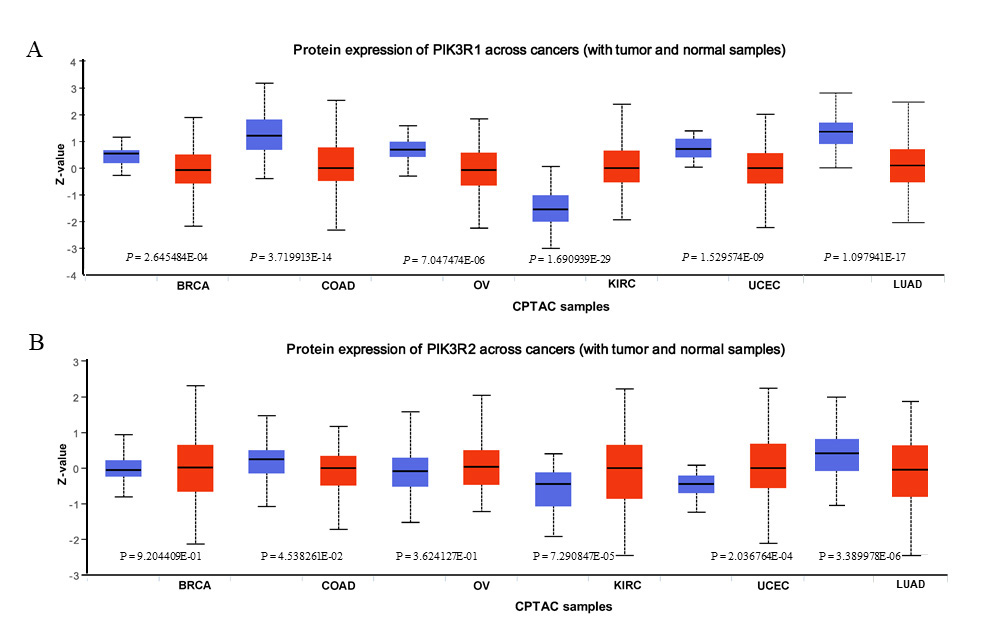 A
Protein expression of PIK3R1 across cancers (with tumor and normal samples)
4
3
2
1
0
-1
-2
-3
-4
Z-value
P = 2.645484E-04 P = 3.719913E-14 P = 7.047474E-06 P = 1.690939E-29 P = 1.529574E-09 P = 1.097941E-17
BRCA COAD OV KIRC UCEC LUAD
CPTAC samples
B
Protein expression of PIK3R2 across cancers (with tumor and normal samples)
3
2
1
0
-1
-2
-3
Z-value
P = 9.204409E-01 P = 4.538261E-02 P = 3.624127E-01 P = 7.290847E-05 P = 2.036764E-04 P = 3.389978E-06
BRCA COAD OV KIRC UCEC LUAD
CPTAC samples